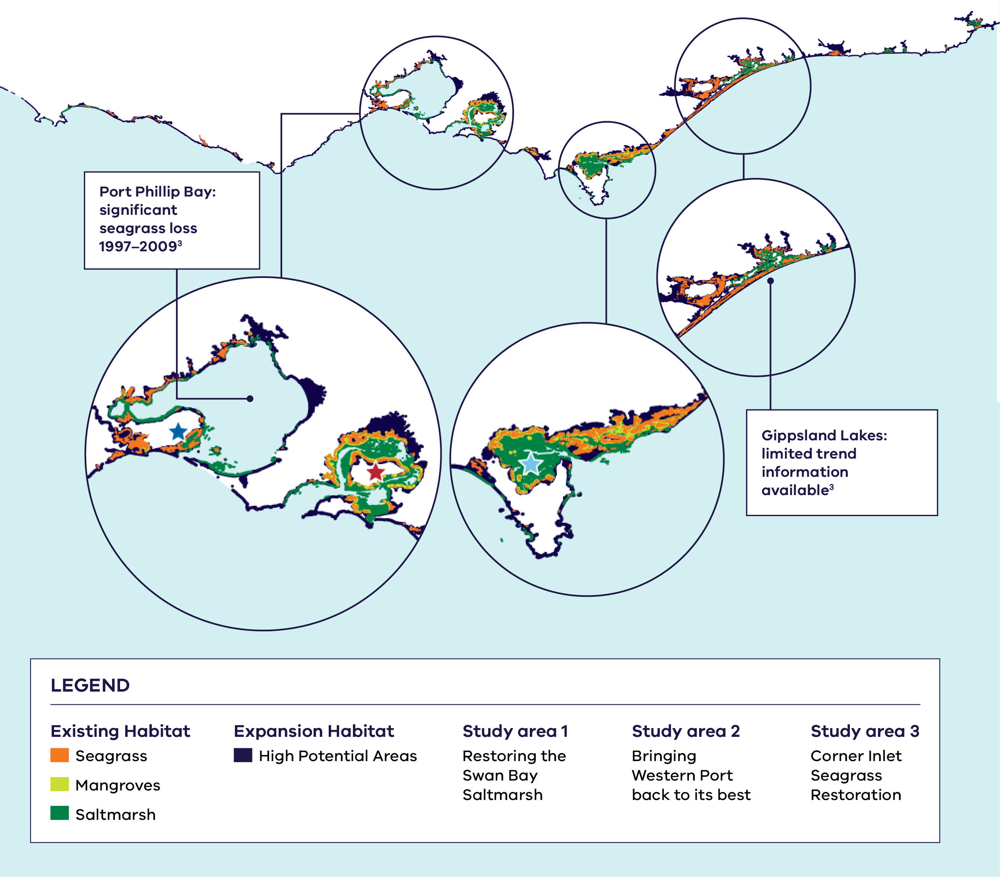 Port Phillip Bay:
significant
seagrass loss
1997–2009³
Gippsland Lakes:
limited trend
information
available³
LEGEND
Existing Habitat
Seagrass
Mangroves
Saltmarsh
Expansion Habitat
High Potential Areas
Study area 1
Restoring the
Swan Bay
Saltmarsh
Study area 2
Bringing
Western Port
back to its best
Study area 3
Corner Inlet
Seagrass
Restoration